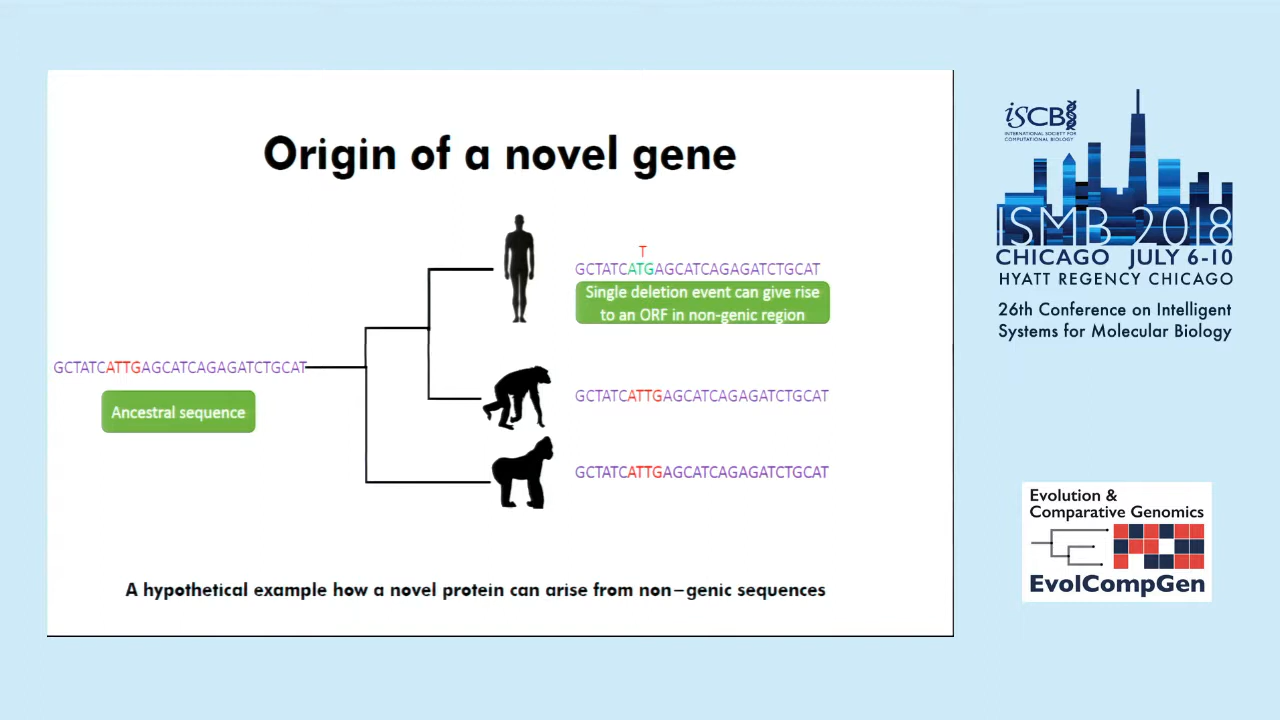 Origin of a novel gene
T
GCTATCATGAGCATCAGAGATCTGCAT
Single deletion event can give rise
to an ORF in non-genic region
GCTATCATTGAGCATCAGAGATCTGCAT
Ancestral sequence
GCTATCATTGAGCATCAGAGATCTGCAT
GCTATCATTGAGCATCAGAGATCTGCAT
A hypothetical example how a novel protein can arise from non-genic sequences
iSCB
INTERNATIONAL SOCIETY FOR
COMPUTATIONAL BIOLOGY
ISMB 2018
CHICAGO JULY 6-10
HYATT REGENCY CHICAGO
26th Conference on Intelligent
Systems for Molecular Biology
Evolution &
Comparative Genomics
EvolCompGen